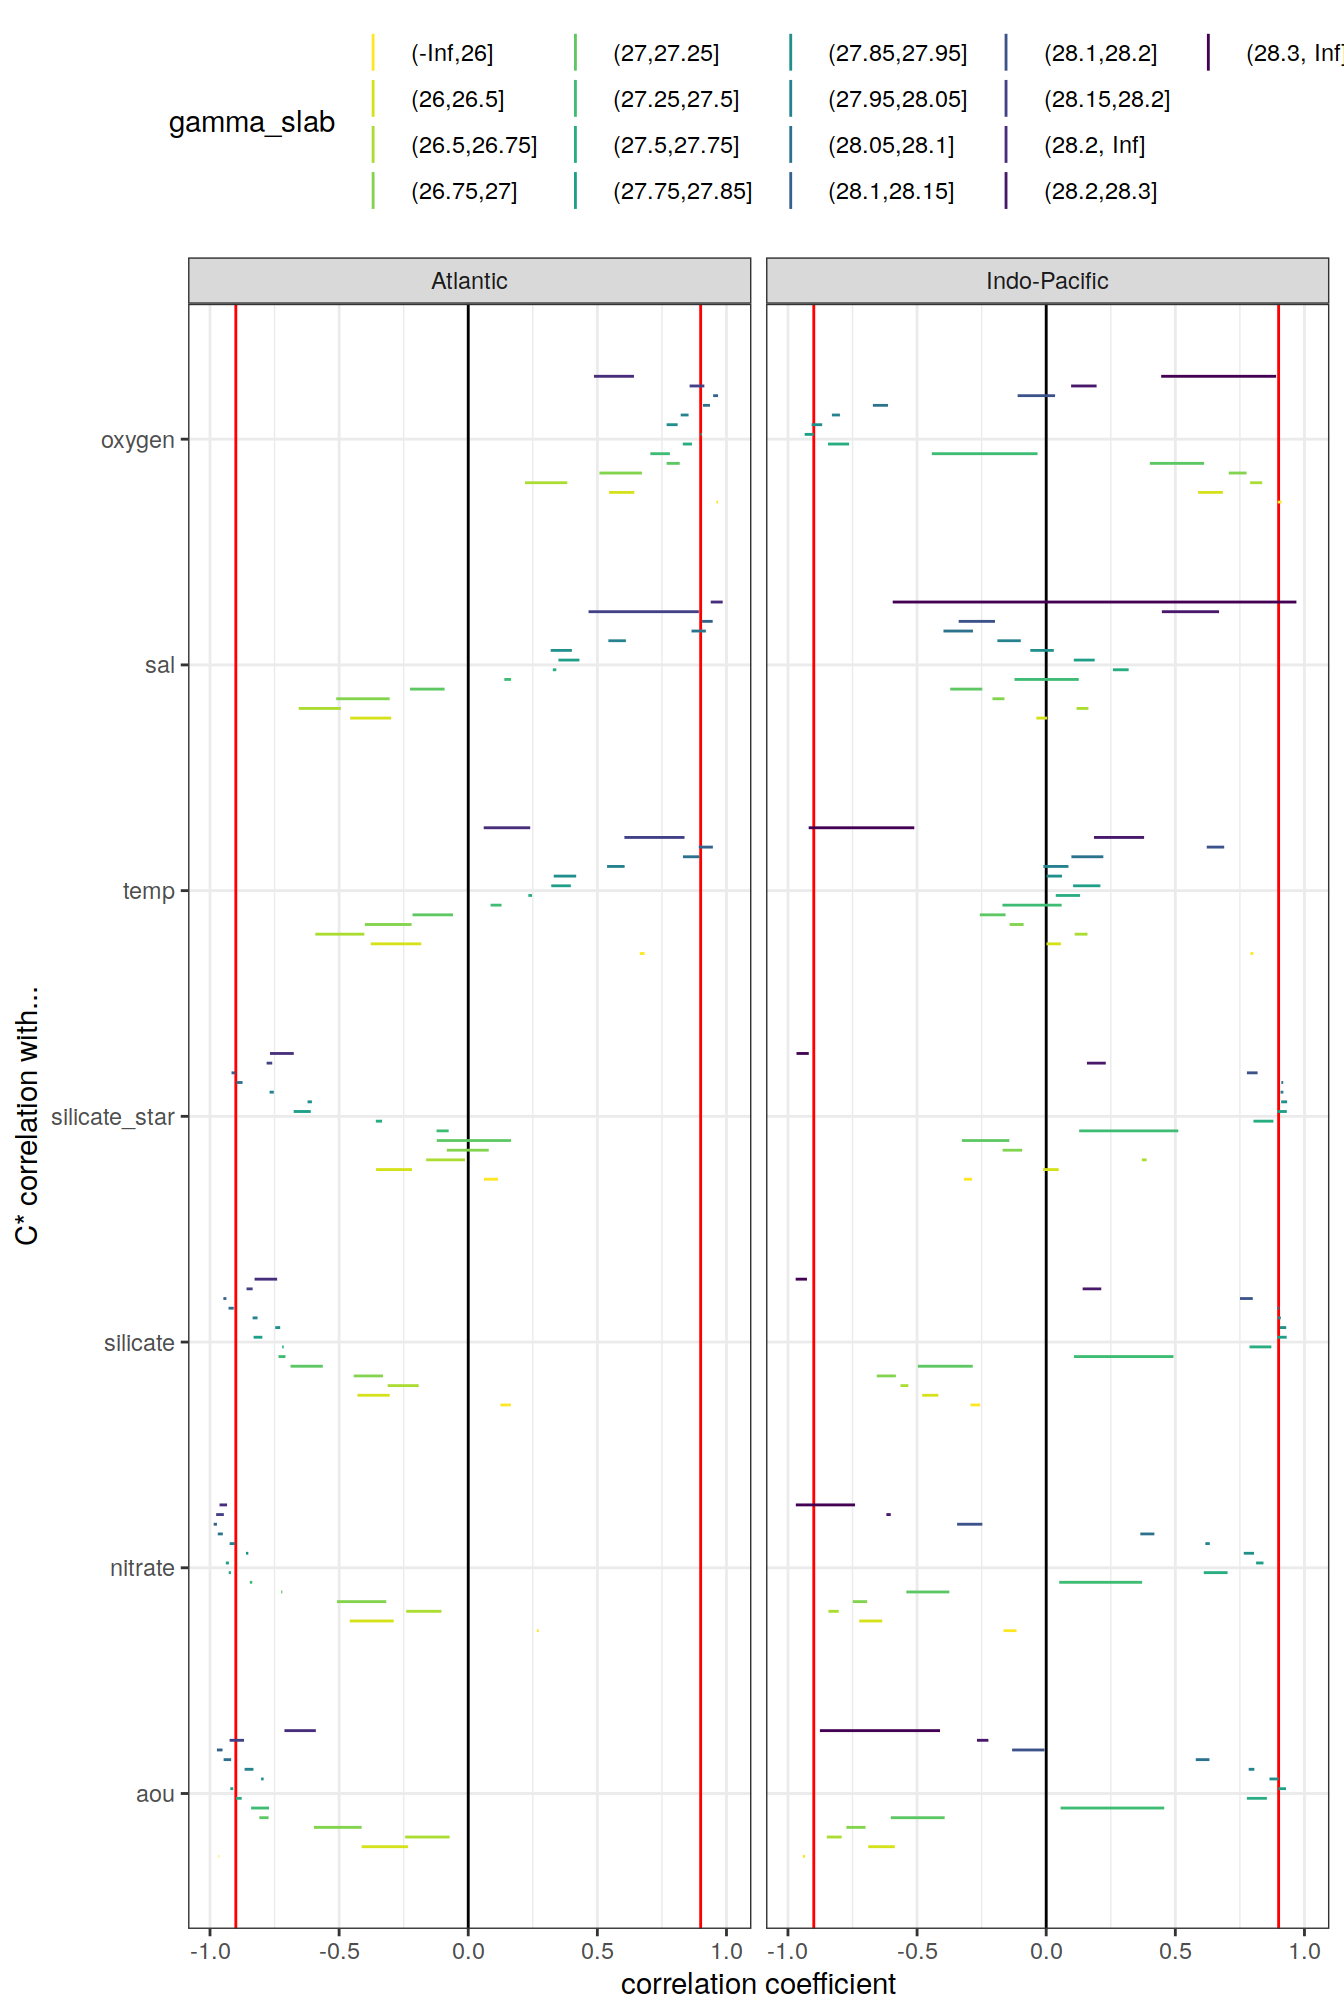 gamma_slab
(-Inf,26]
(26,26.5]
(26.5,26.75]
(26.75,27]
(27,27.25]
(27.25,27.5]
(27.5,27.75]
(27.75,27.85]
(27.85,27.95]
(27.95,28.05]
(28.05,28.1]
(28.1,28.15]
(28.1,28.2]
(28.15,28.2]
(28.2, Inf]
(28.2,28.3]
(28.3, Inf]
Atlantic
Indo-Pacific
C* correlation with...
oxygen
sal
temp
silicate_star
silicate
nitrate
aou
-1.0 -0.5 0.0 0.5 1.0
-1.0 -0.5 0.0 0.5 1.0
correlation coefficient